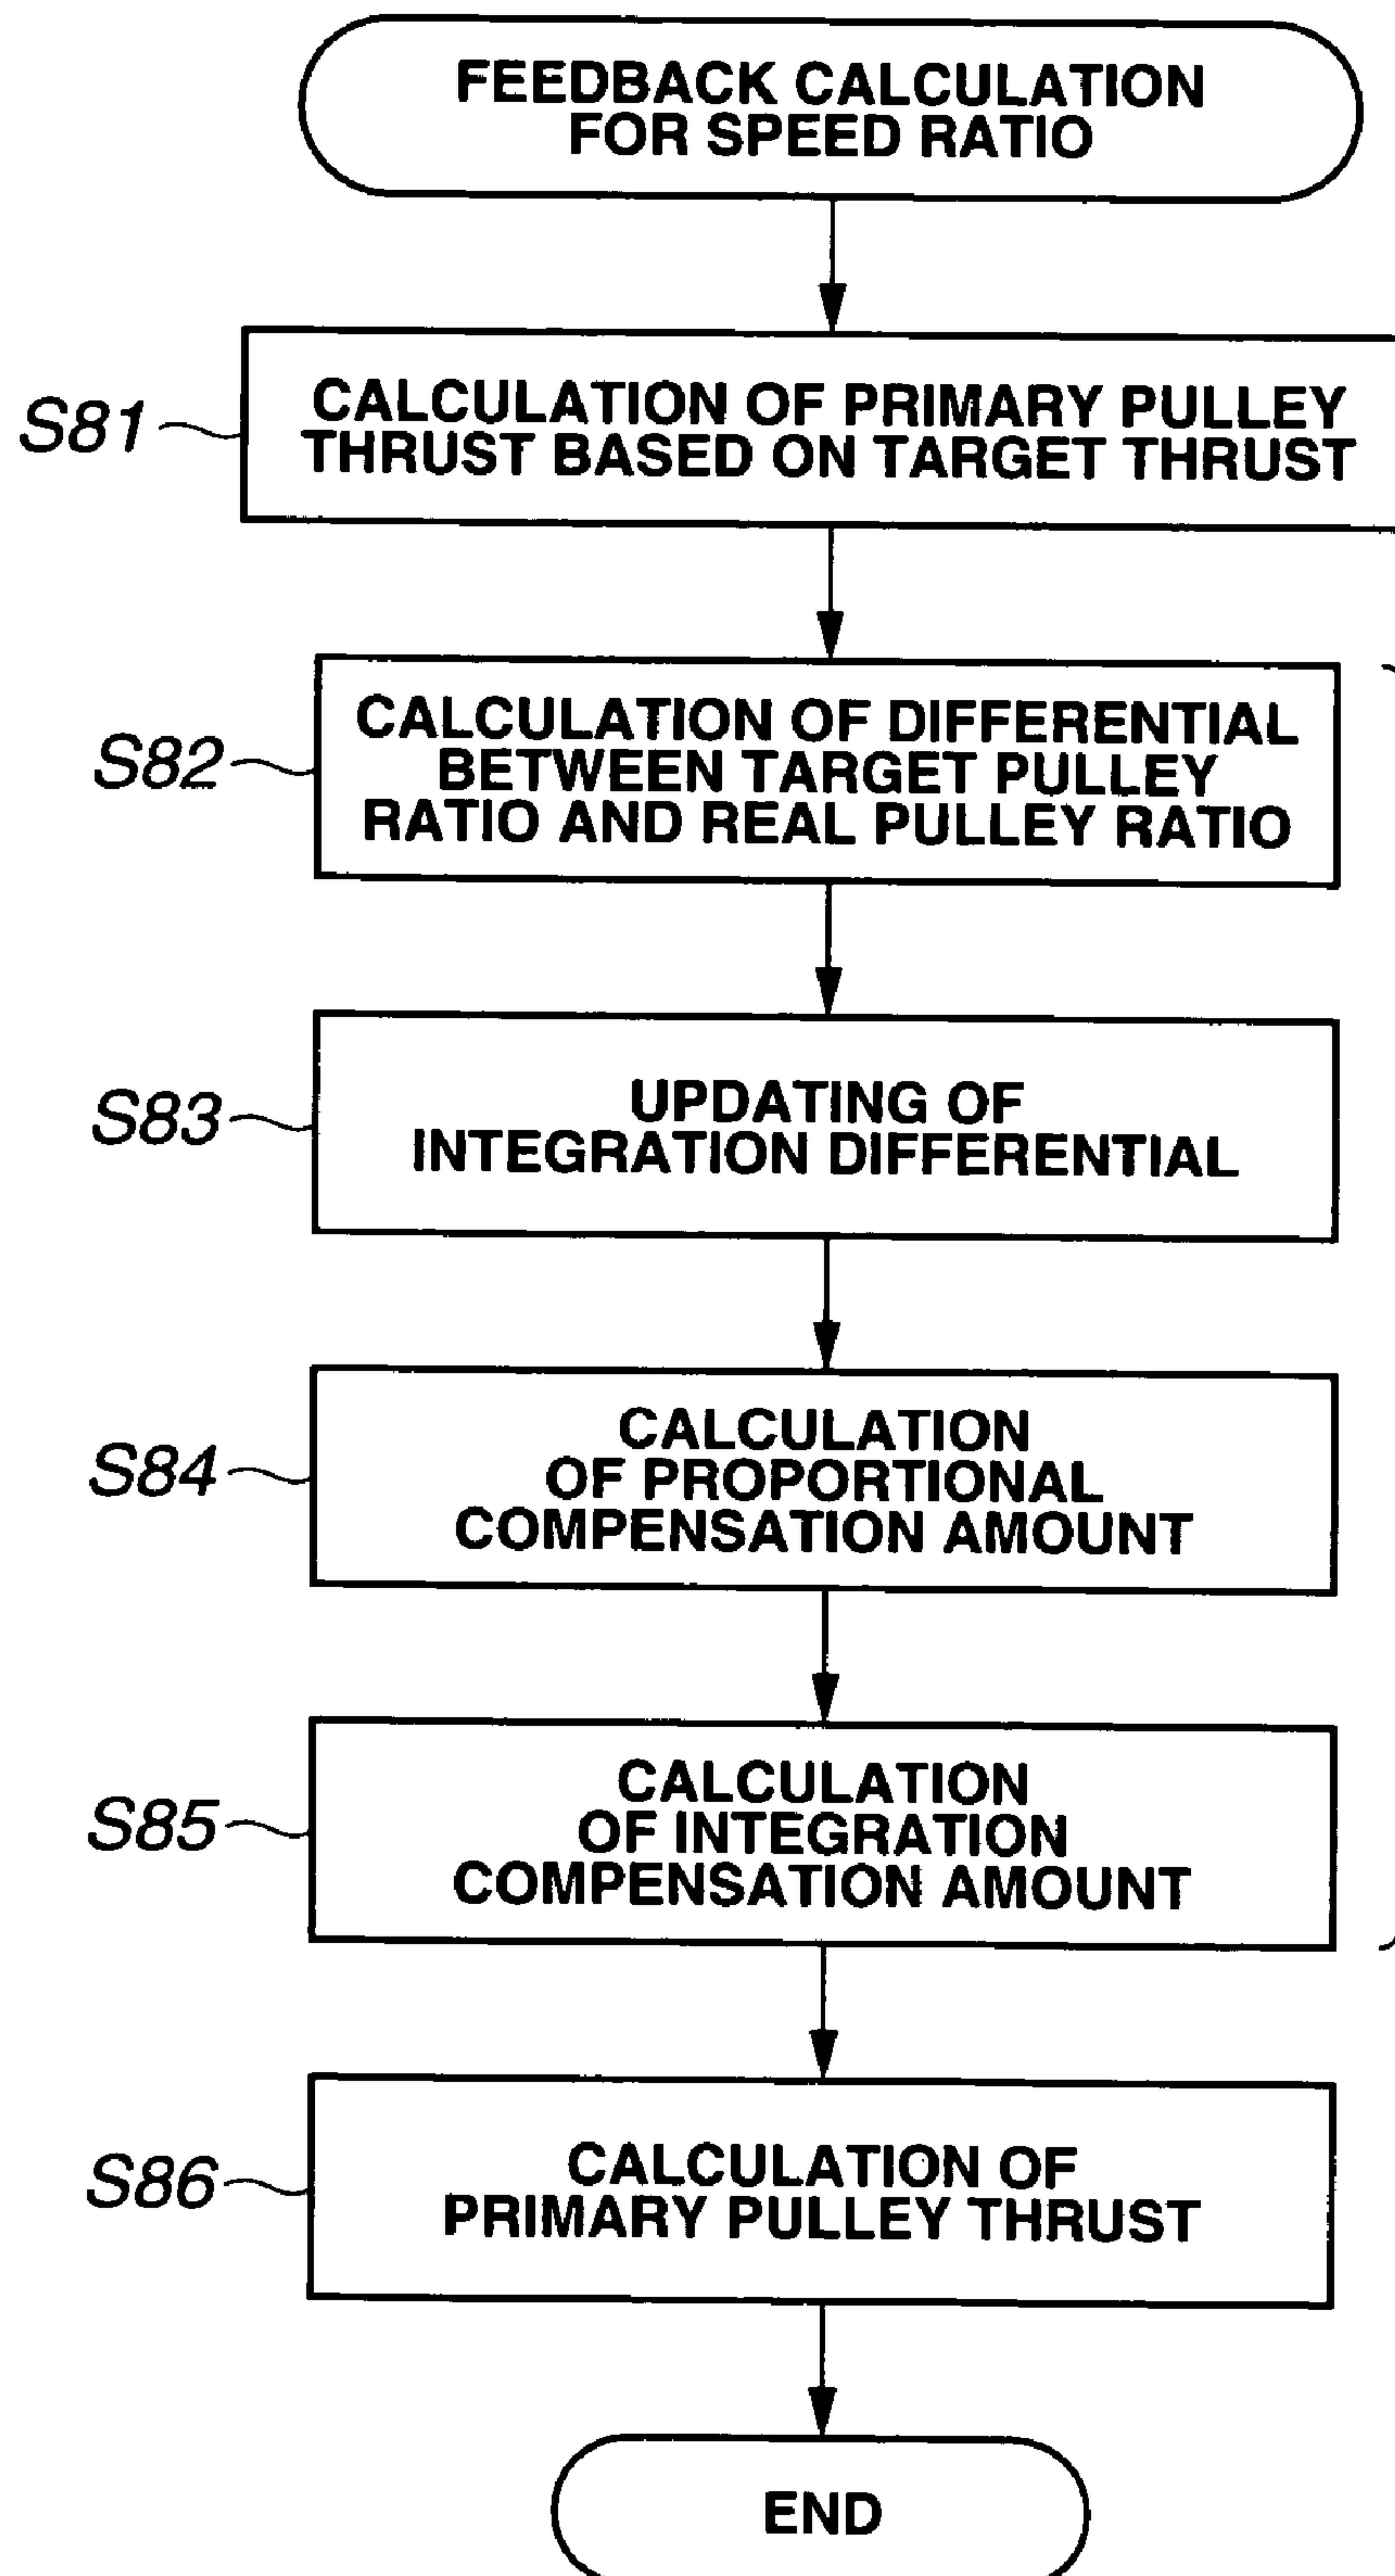 FEEDBACK CALCULATION
FOR SPEED RATIO
S81
CALCULATION OF PRIMARY PULLEY
THRUST BASED ON TARGET THRUST
S82
CALCULATION OF DIFFERENTIAL
BETWEEN TARGET PULLEY
RATIO AND REAL PULLEY RATIO
S83
UPDATING OF
INTEGRATION DIFFERENTIAL
S84
CALCULATION
OF PROPORTIONAL
COMPENSATION AMOUNT
S85
CALCULATION
OF INTEGRATION
COMPENSATION AMOUNT
S86
CALCULATION OF
PRIMARY PULLEY THRUST
END